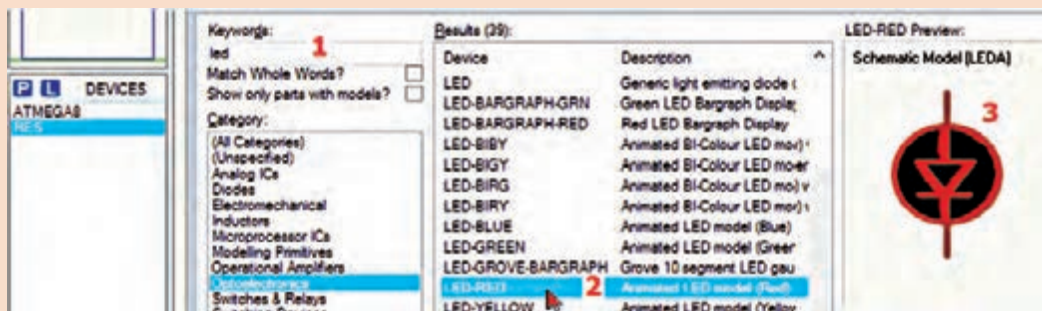 Keywords:
led
1
Match Whole Words?
Show only parts with models?
Category:
(All Categories)
(Unspecified)
Analog ICs
Diodes
Electromechanical
Inductors
Microprocessor ICs
Modelling Primitives
Operational Amplifiers
Optoelectronics
Switches & Relays
P L DEVICES
ATMEGA8
RES
Results (39):
Device Description
LED Generic light emitting diode (
LED-BARGRAPH-GRN Green LED Bargraph Display
LED-BARGRAPH-RED Red LED Bargraph Display
LED-BIBY Animated BI-Colour LED
LED-BIGY Animated BI-Colour LED
LED-BIRG Animated BI-Colour LED
LED-BIRY Animated BI-Colour LED
LED-BLUE Animated LED model (Blue)
LED-GREEN Animated LED model (Green
LED-GROVE-BARGRAPH Grove 10 segment LED gau
LED-RED 2 Animated LED model (Red)
LED-YELLOW Animated LED model (Yellow
LED-RED Preview:
Schematic Model [LEDA]
3